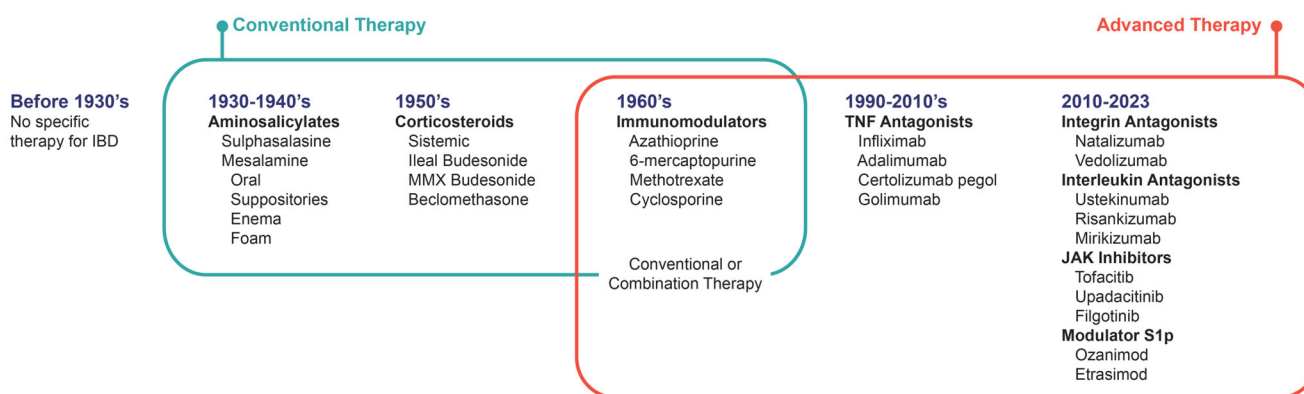 Conventional Therapy
Advanced Therapy
Before 1930's
No specific
therapy for IBD
1930-1940's
Aminosalicylates
Sulphasalasine
Mesalamine
Oral
Suppositories
Enema
Foam
1950's
Corticosteroids
Sistemic
Ileal Budesonide
MMX Budesonide
Beclomethasone
1960's
Immunomodulators
Azathioprine
6-mercaptopurine
Methotrexate
Cyclosporine
Conventional or
Combination Therapy
1990-2010's
TNF Antagonists
Infliximab
Adalimumab
Certolizumab pegol
Golimumab
2010-2023
Integrin Antagonists
Natalizumab
Vedolizumab
Interleukin Antagonists
Ustekinumab
Risankizumab
Mirikizumab
JAK Inhibitors
Tofacitib
Upadacitinib
Filgotinib
Modulator S1p
Ozanimod
Etrasimod